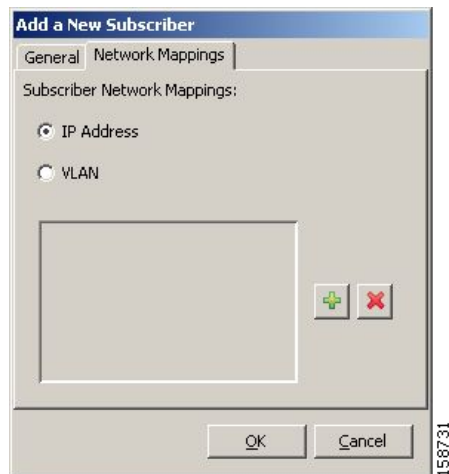 Add a New Subscriber
General Network Mappings
Subscriber Network Mappings:
IP Address
VLAN
OK Cancel
158731